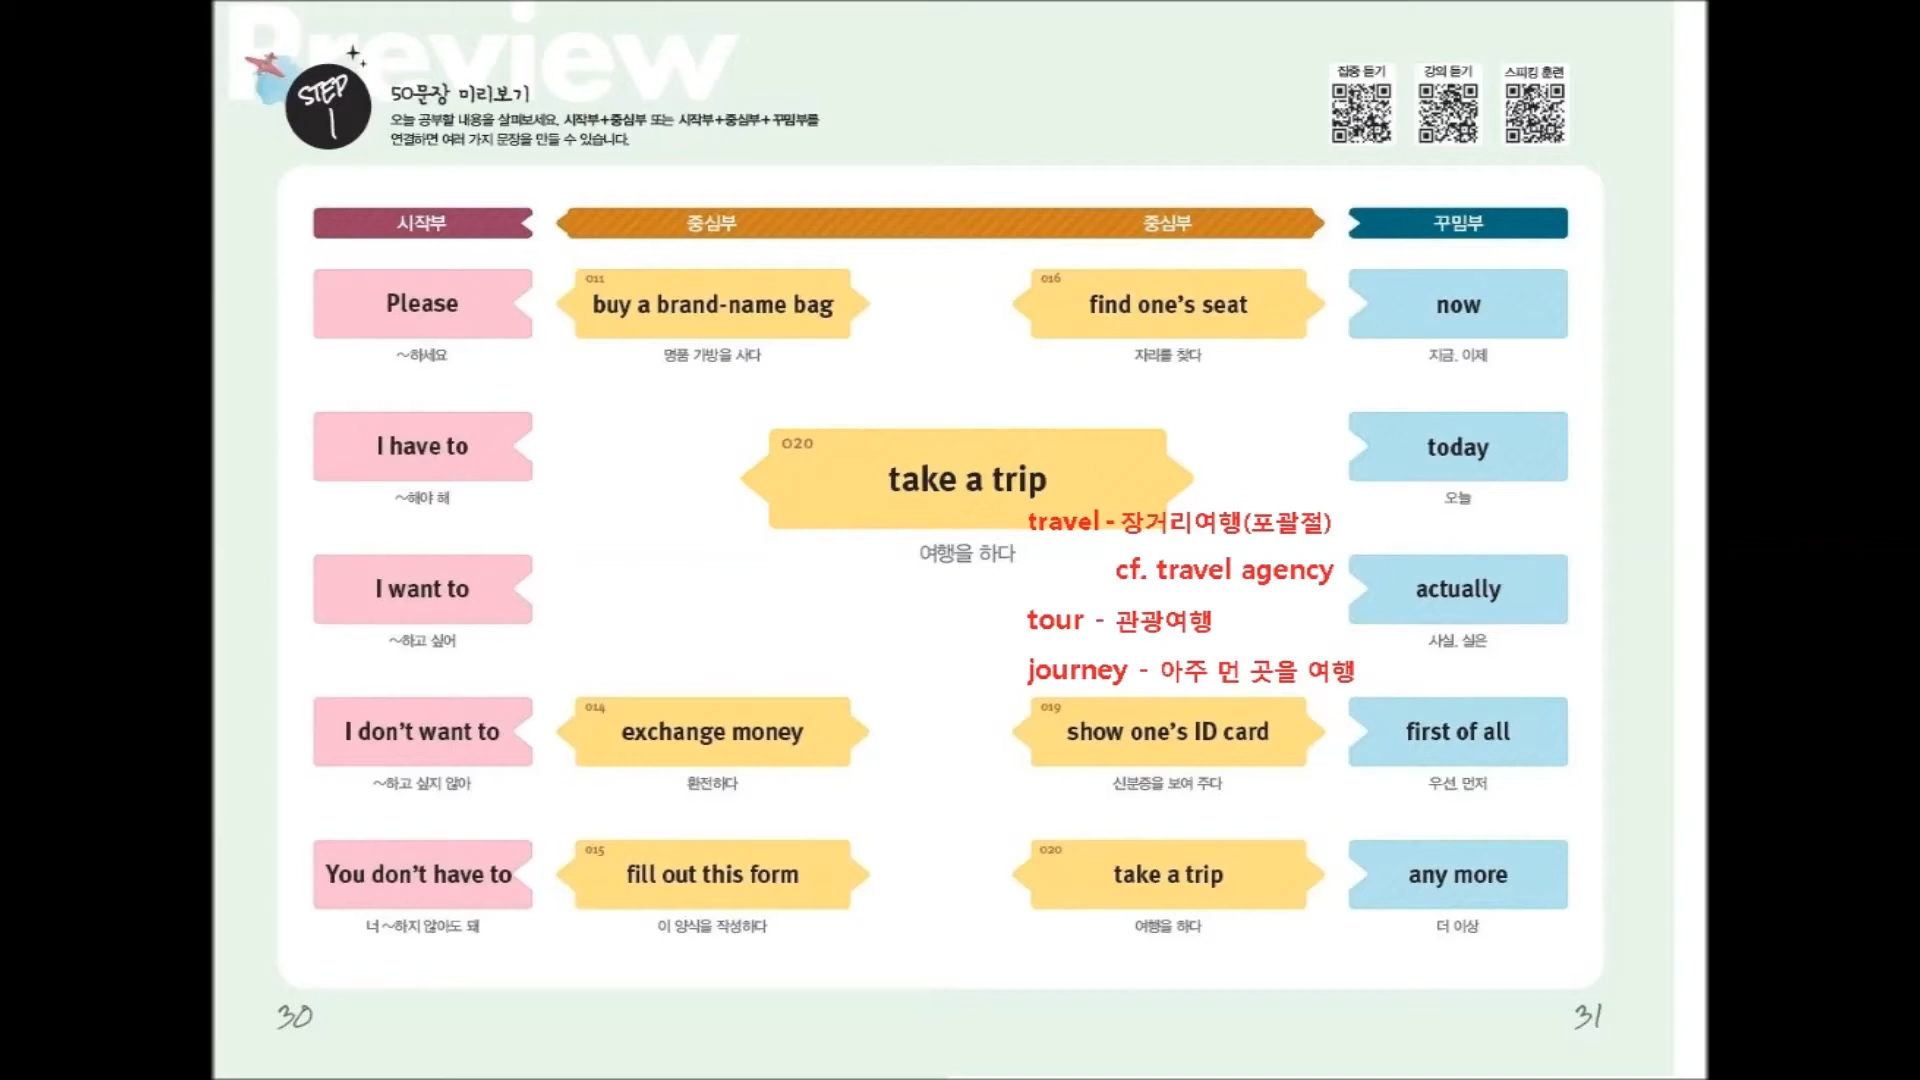 Preview
STEP 1
50문장 미리보기
오늘 공부할 내용을 살펴보세요. 시작부+중심부 또는 시작부+중심부+꾸밈부를
연결하면 여러 가지 문장을 만들 수 있습니다.
집중 듣기 강의 듣기 스피킹 훈련
시작부 중심부 중심부 꾸밈부
Please
~하세요
011
buy a brand-name bag
명품 가방을 사다
016
find one's seat
자리를 찾다
now
지금, 이제
I have to
~해야 해
020
take a trip
여행을 하다
today
오늘
travel - 장거리여행(포괄절)
cf. travel agency
tour - 관광여행
journey - 아주 먼 곳을 여행
I want to
~하고 싶어
actually
사실, 실은
I don't want to
~하고 싶지 않아
014
exchange money
환전하다
019
show one's ID card
신분증을 보여 주다
first of all
우선, 먼저
You don't have to
너 ~하지 않아도 돼
015
fill out this form
이 양식을 작성하다
020
take a trip
여행을 하다
any more
더 이상
30
31